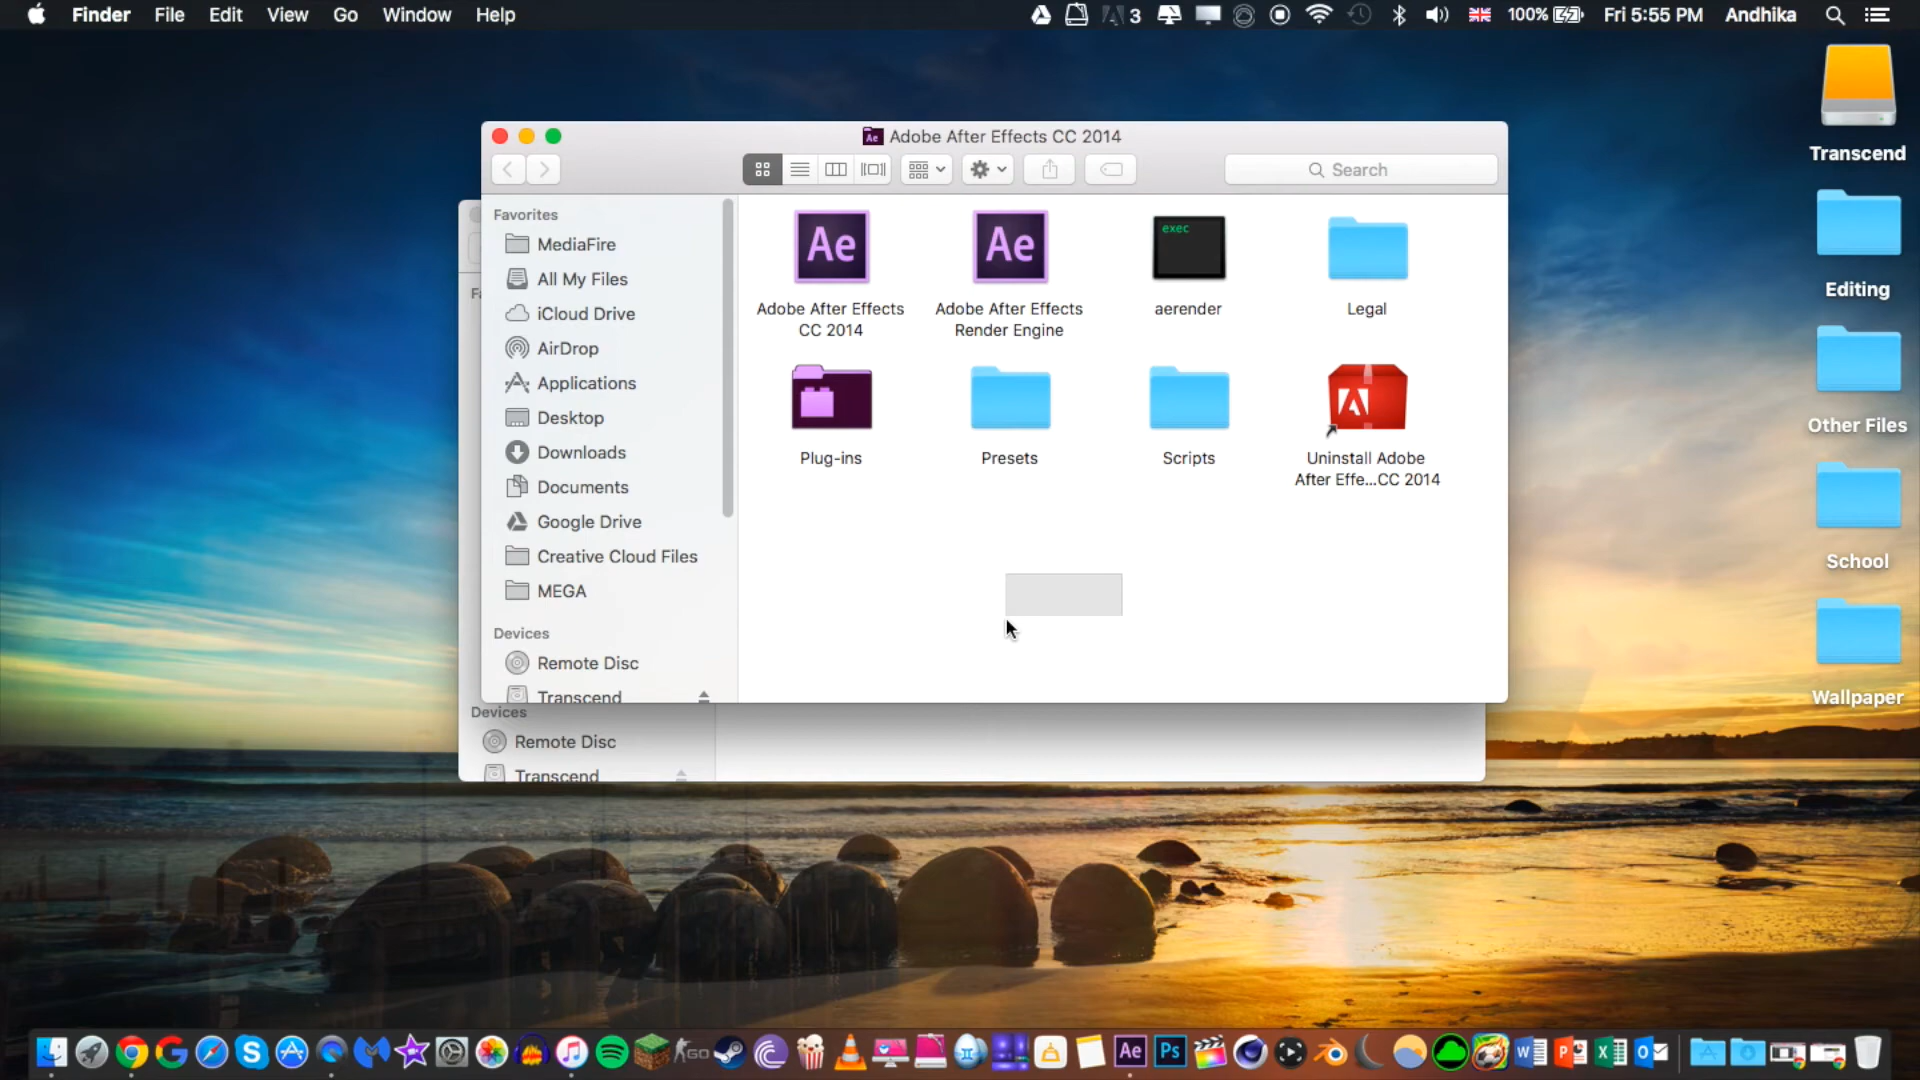 Finder File Edit View Go Window Help
3 100% Fri 5:55 PM Andhika
Adobe After Effects CC 2014
Search
Favorites
MediaFire
All My Files
iCloud Drive
AirDrop
Applications
Desktop
Downloads
Documents
Google Drive
Creative Cloud Files
MEGA
Devices
Remote Disc
Transcend
Ae
Adobe After Effects
CC 2014
Ae
Adobe After Effects
Render Engine
exec
aerender
Legal
Plug-ins
Presets
Scripts
Uninstall Adobe
After Effe...CC 2014
Fa
Devices
Remote Disc
Transcend
Transcend
Editing
Other Files
School
Wallpaper
GO
Ae
Ps